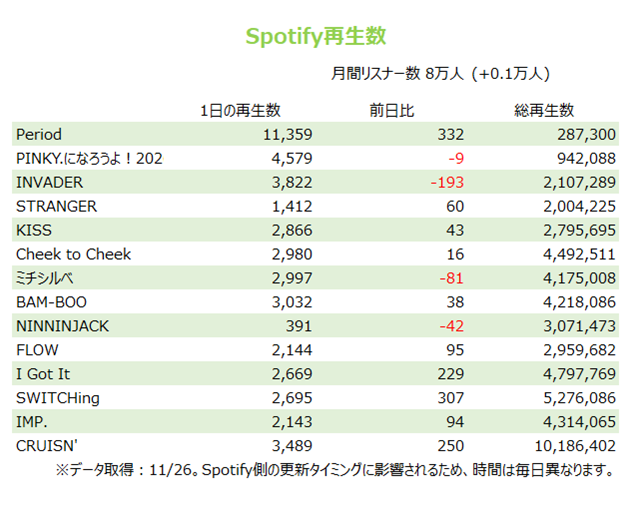 Spotify再生数
月間リスナー数 8万人 (+0.1万人)
1日の再生数 前日比 総再生数
Period 11,359 332 287,300
PINKY.になろうよ!202 4,579 -9 942,088
INVADER 3,822 -193 2,107,289
STRANGER 1,412 60 2,004,225
KISS 2,866 43 2,795,695
Cheek to Cheek 2,980 16 4,492,511
ミチシルベ 2,997 -81 4,175,008
BAM-BOO 3,032 38 4,218,086
NINNINJACK 391 -42 3,071,473
FLOW 2,144 95 2,959,682
I Got It 2,669 229 4,797,769
SWITCHing 2,695 307 5,276,086
IMP. 2,143 94 4,314,065
CRUISN' 3,489 250 10,186,402
※データ取得:11/26。Spotify側の更新タイミングに影響されるため、時間は毎日異なります。